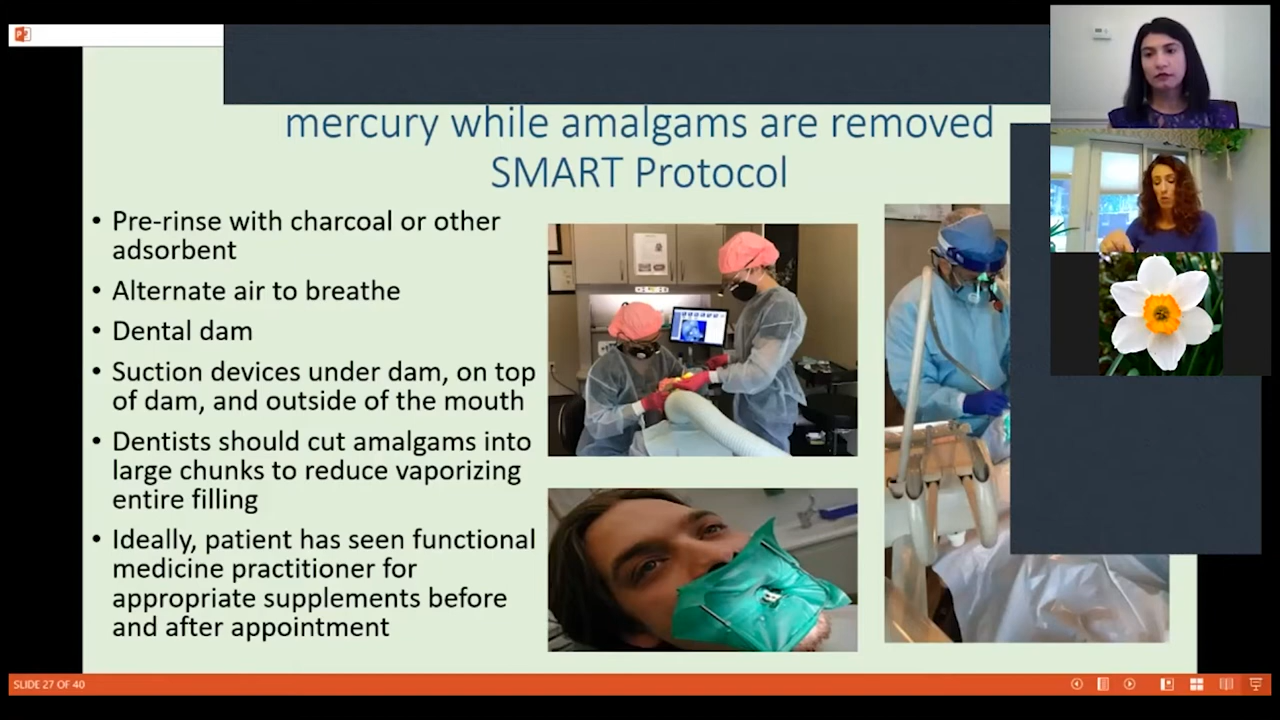 mercury while amalgams are removed
SMART Protocol
• Pre-rinse with charcoal or other
adsorbent
• Alternate air to breathe
• Dental dam
• Suction devices under dam, on top
of dam, and outside of the mouth
• Dentists should cut amalgams into
large chunks to reduce vaporizing
entire filling
• Ideally, patient has seen functional
medicine practitioner for
appropriate supplements before
and after appointment
SLIDE 27 OF 40